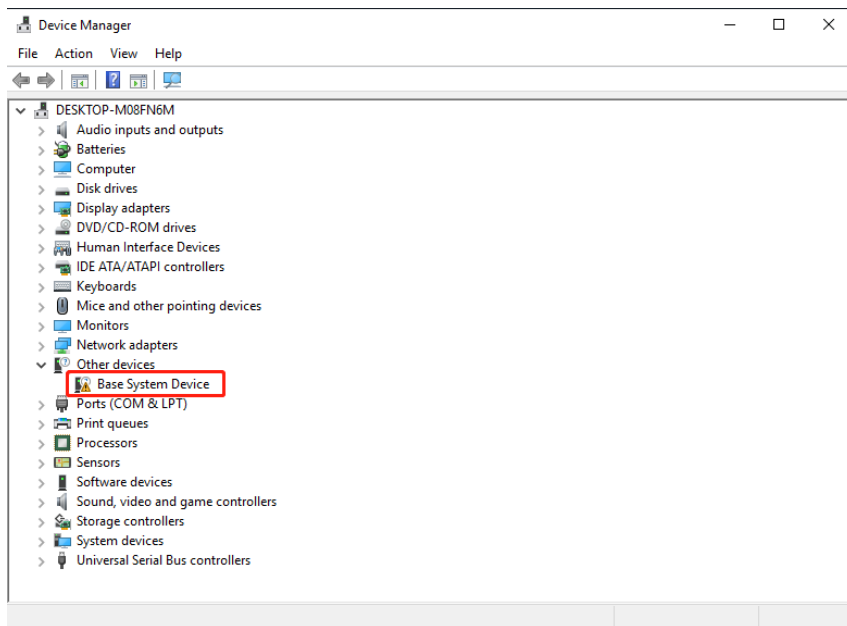 Device Manager
File Action View Help
DESKTOP-M08FN6M
Audio inputs and outputs
Batteries
Computer
Disk drives
Display adapters
DVD/CD-ROM drives
Human Interface Devices
IDE ATA/ATAPI controllers
Keyboards
Mice and other pointing devices
Monitors
Network adapters
Other devices
Base System Device
Ports (COM & LPT)
Print queues
Processors
Sensors
Software devices
Sound, video and game controllers
Storage controllers
System devices
Universal Serial Bus controllers